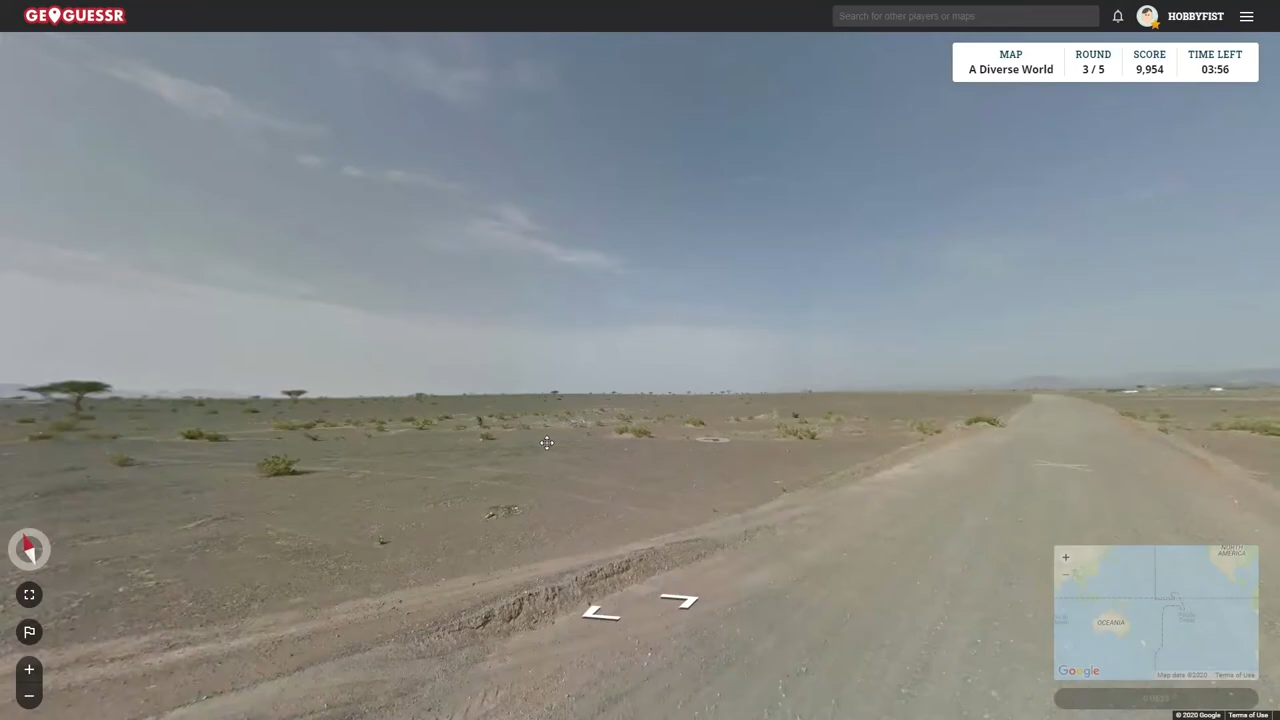 GEOGUESSR
Search for other players or maps
HOBBYFIST
MAP
A Diverse World
ROUND
3 / 5
SCORE
9,954
TIME LEFT
03:56
NORTH
AMERICA
OCEANIA
Google
Map data ©2020 Terms of Use
© 2020 Google Terms of Use